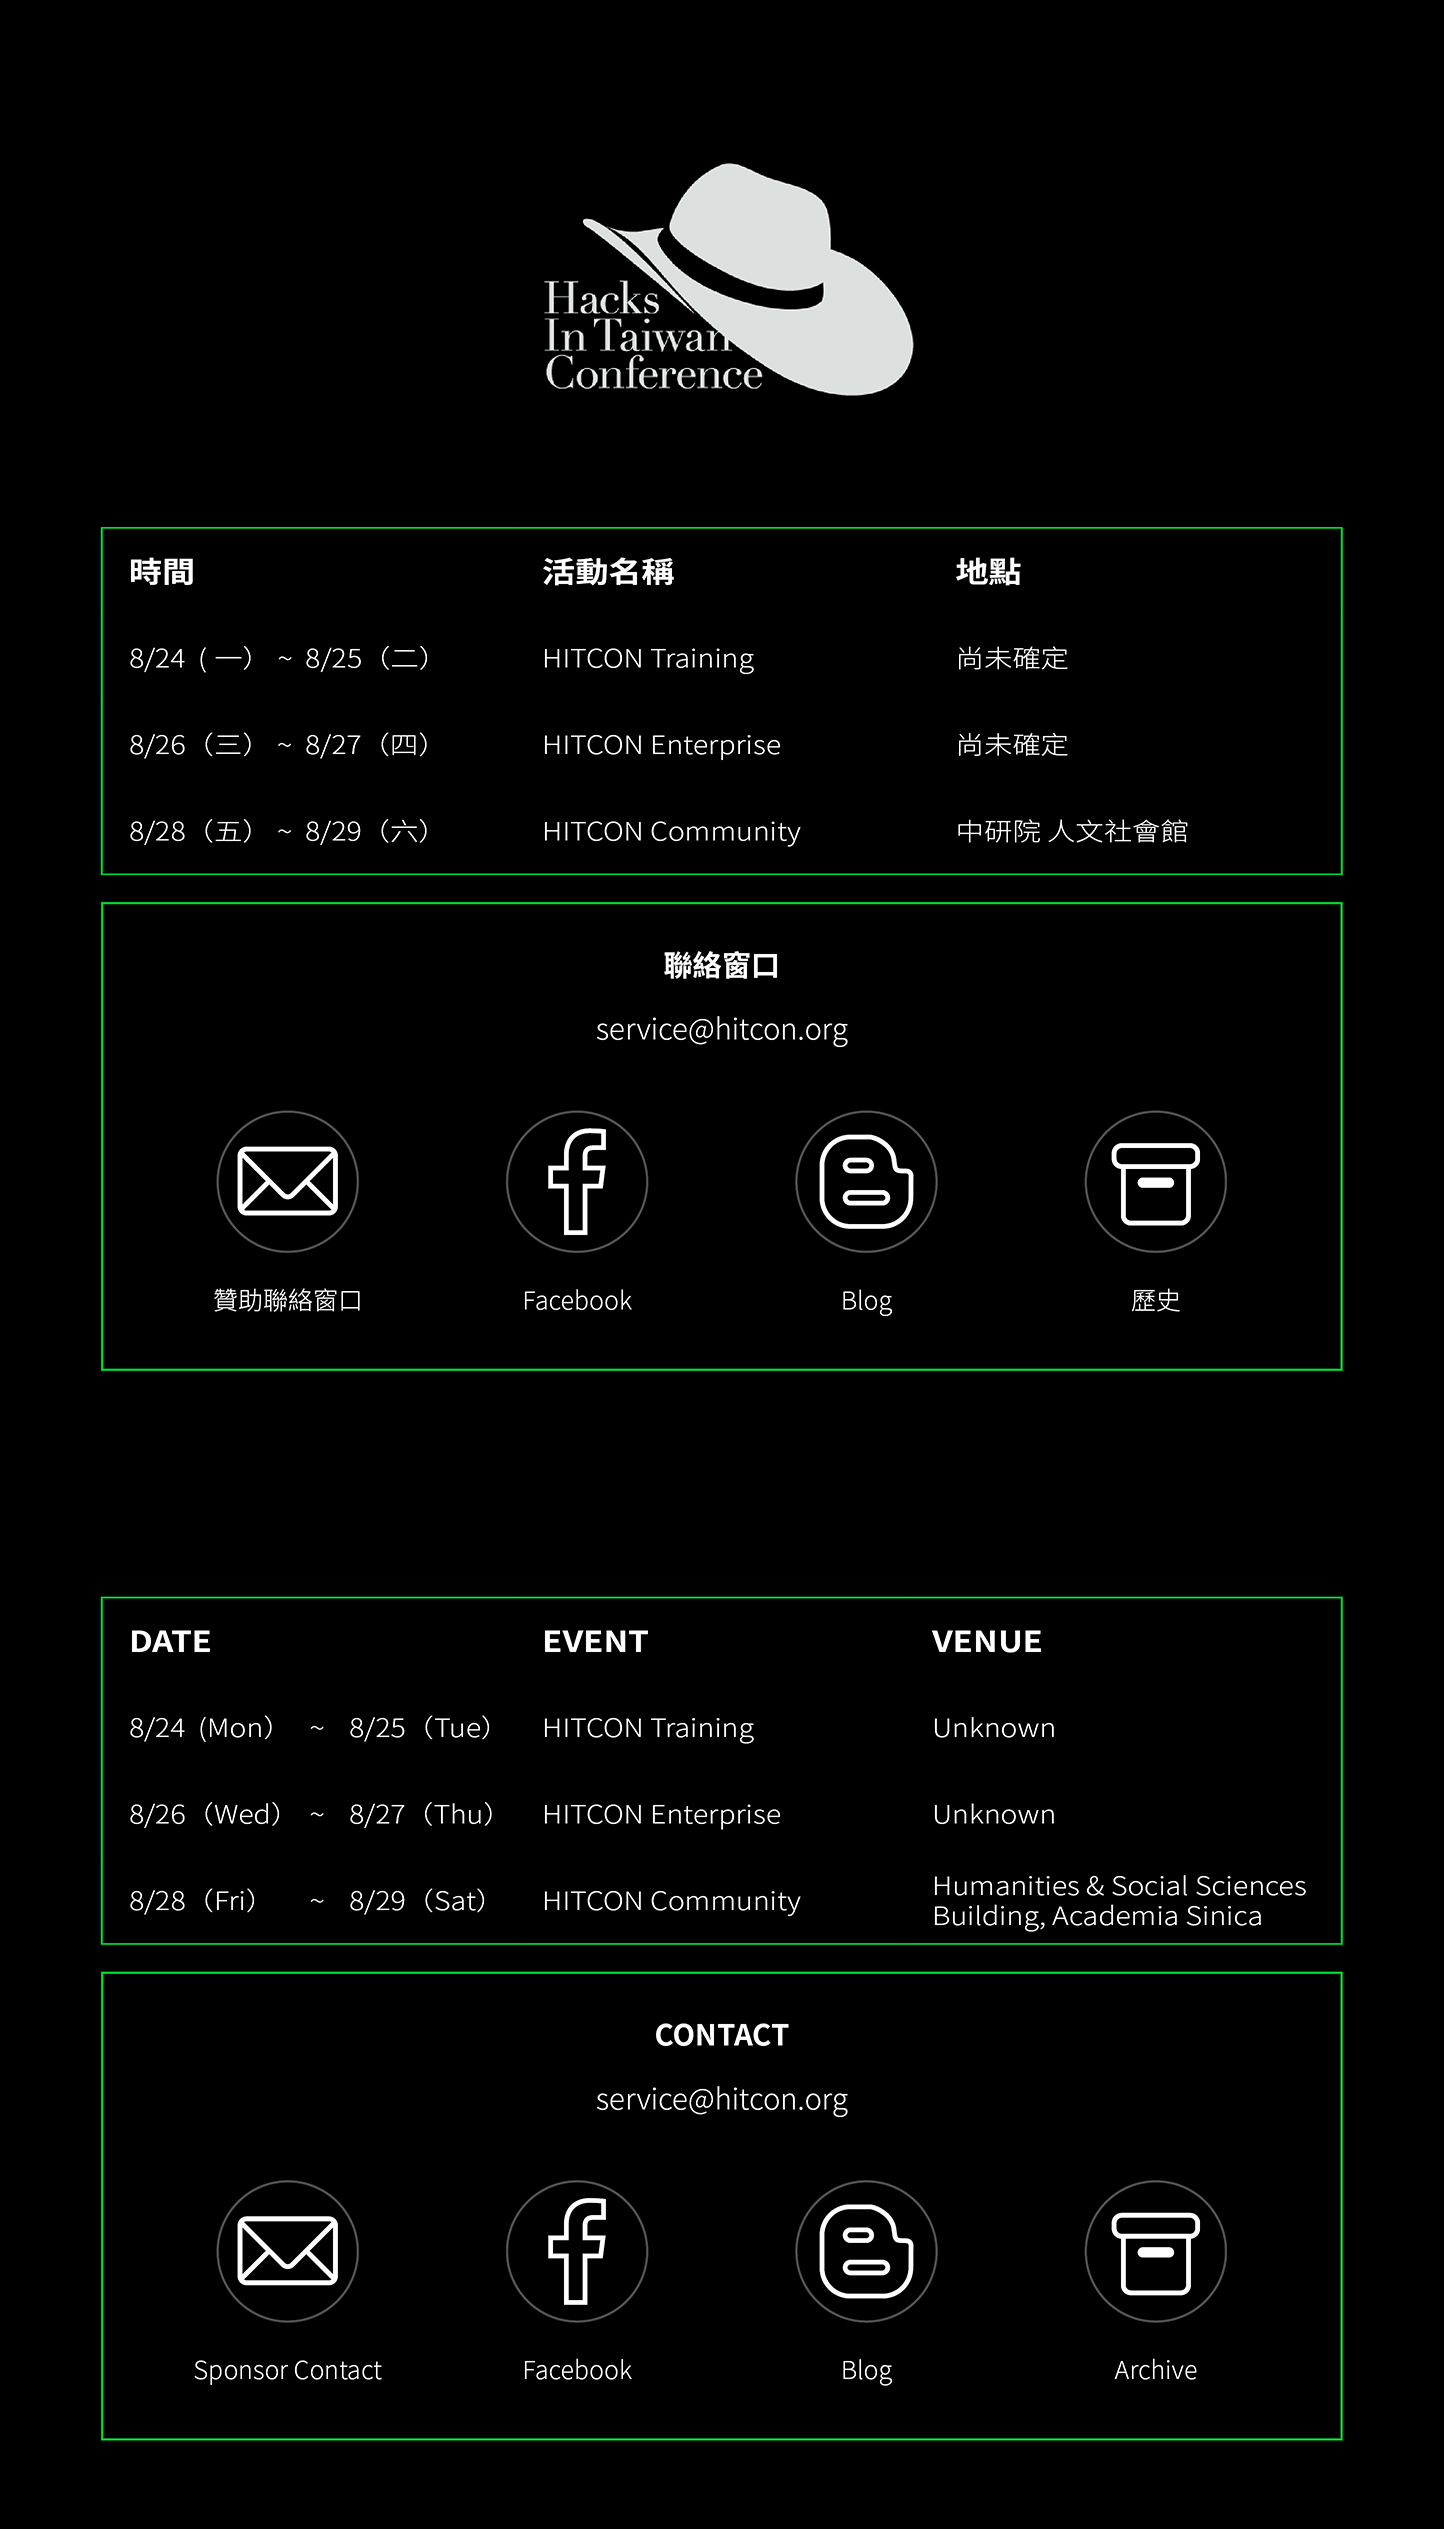 Hacks
In Taiwan
Conference
時間 活動名稱 地點
8/24 ( 一） ~ 8/25（二） HITCON Training 尚未確定
8/26（三） ~ 8/27（四） HITCON Enterprise 尚未確定
8/28（五） ~ 8/29（六） HITCON Community 中研院 人文社會館
聯絡窗口
service@hitcon.org
贊助聯絡窗口 Facebook Blog 歷史
DATE EVENT VENUE
8/24 (Mon） ~ 8/25（Tue） HITCON Training Unknown
8/26（Wed） ~ 8/27（Thu） HITCON Enterprise Unknown
8/28（Fri） ~ 8/29（Sat） HITCON Community Humanities & Social Sciences
Building, Academia Sinica
CONTACT
service@hitcon.org
Sponsor Contact Facebook Blog Archive